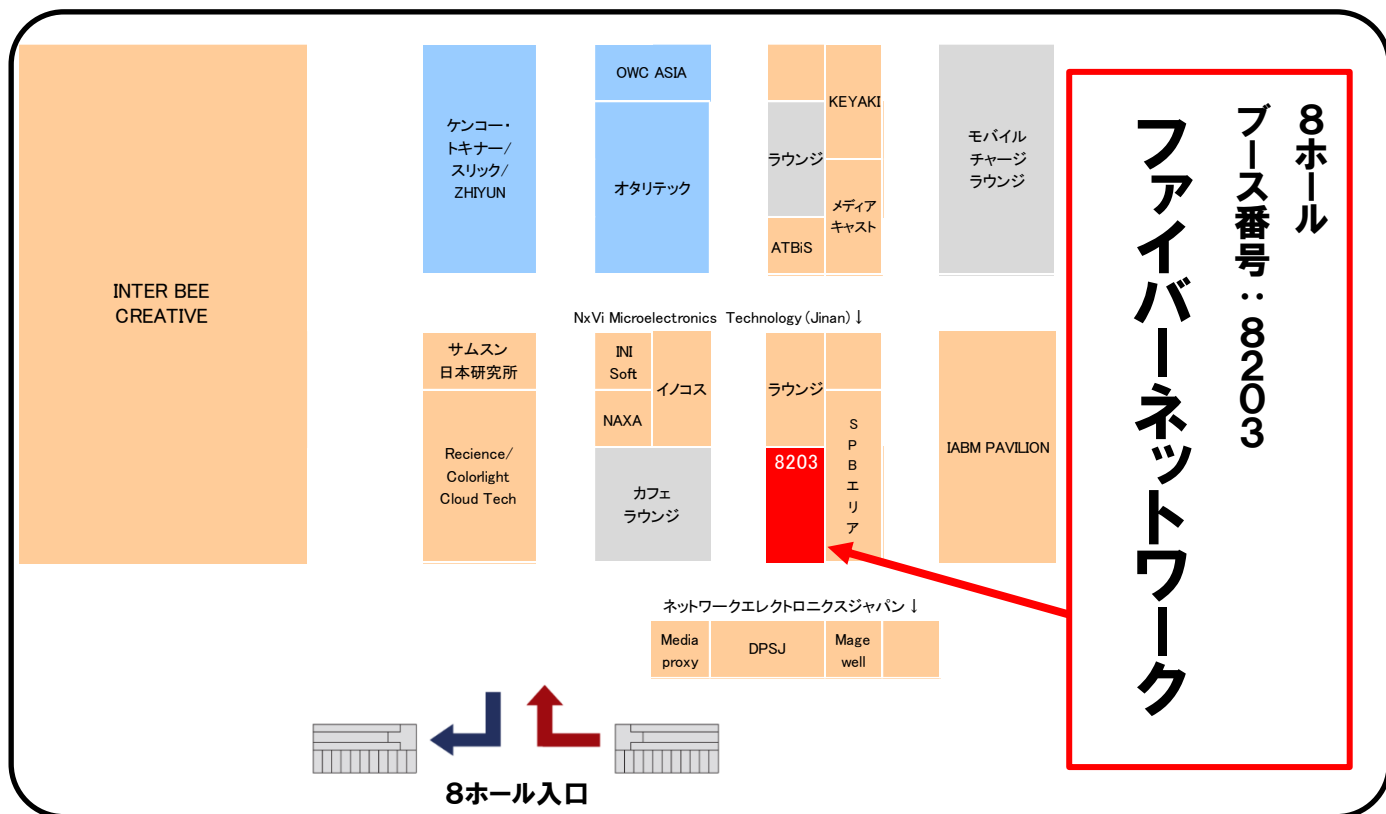 INTER BEE
CREATIVE
ケンコー・
トキナー/
スリック/
ZHIYUN
OWC ASIA
オタリテック
ラウンジ
KEYAKI
メディア
キャスト
ATBiS
モバイル
チャージ
ラウンジ
NxVi Microelectronics Technology (Jinan) ↓
サムスン
日本研究所
Recience/
Colorlight
Cloud Tech
INI
Soft
イノコス
NAXA
カフェ
ラウンジ
ラウンジ
8203
SPBエリア
IABM PAVILION
ネットワークエレクトロニクスジャパン ↓
Media
proxy
DPSJ
Mage
well
8ホール入口
8ホール
ブース番号：8203
ファイバーネットワーク